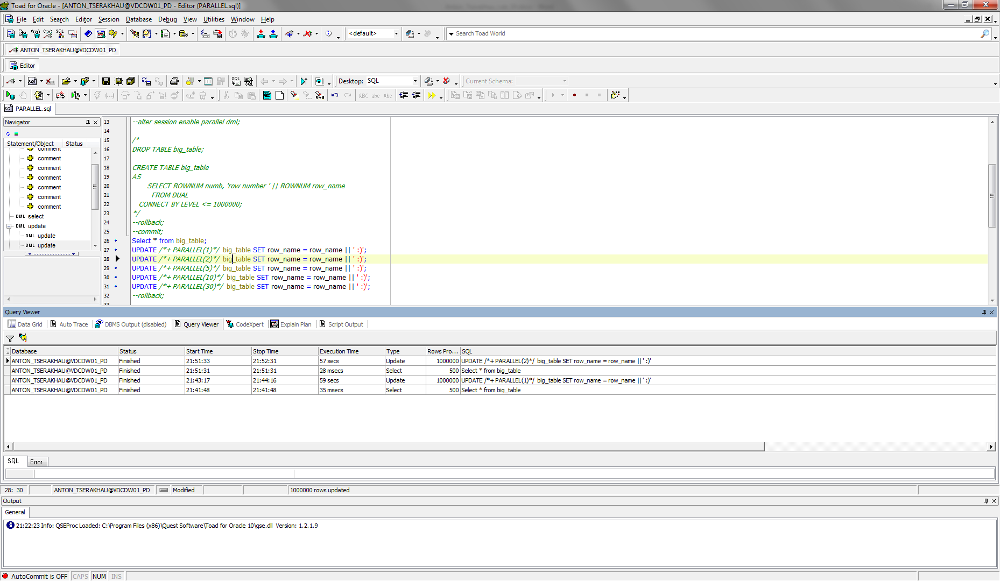 Toad for Oracle - [ANTON_TSERAKHAU@VDCDW01_PD - Editor (PARALLEL.sql)]
File Edit Search Editor Session Database Debug View Utilities Window Help
<default> Search Toad World
ANTON_TSERAKHAU@VDCDW01_PD
Editor
Desktop: SQL Current Schema:
PARALLEL.sql
Navigator
Statement/Object Status
comment
comment
comment
comment
comment
comment
comment
DML select
DML update
DML update
DML update
13 --alter session enable parallel dml;
14
15 /*
16 DROP TABLE big_table;
17
18 CREATE TABLE big_table
19 AS
20 SELECT ROWNUM numb, 'row number ' || ROWNUM row_name
21 FROM DUAL
22 CONNECT BY LEVEL <= 1000000;
23 */
24 --rollback;
25 --commit;
26 Select * from big_table;
27 UPDATE /*+ PARALLEL(1)*/ big_table SET row_name = row_name || ' :)';
28 UPDATE /*+ PARALLEL(2)*/ big_table SET row_name = row_name || ' :)';
29 UPDATE /*+ PARALLEL(5)*/ big_table SET row_name = row_name || ' :)';
30 UPDATE /*+ PARALLEL(10)*/ big_table SET row_name = row_name || ' :)';
31 UPDATE /*+ PARALLEL(30)*/ big_table SET row_name = row_name || ' :)';
32 --rollback;
33
Query Viewer
Data Grid Auto Trace DBMS Output (disabled) Query Viewer CodeXpert Explain Plan Script Output
Database Status Start Time Stop Time Execution Time Type Rows Pro... SQL
ANTON_TSERAKHAU@VDCDW01_PD Finished 21:51:33 21:52:31 57 secs Update 1000000 UPDATE /*+ PARALLEL(2)*/ big_table SET row_name = row_name || ' :)'
ANTON_TSERAKHAU@VDCDW01_PD Finished 21:51:31 21:51:31 28 msecs Select 500 Select * from big_table
ANTON_TSERAKHAU@VDCDW01_PD Finished 21:43:17 21:44:16 59 secs Update 1000000 UPDATE /*+ PARALLEL(1)*/ big_table SET row_name = row_name || ' :)'
ANTON_TSERAKHAU@VDCDW01_PD Finished 21:41:48 21:41:48 35 msecs Select 500 Select * from big_table
SQL Error
28: 30 ANTON_TSERAKHAU@VDCDW01_PD Modified 1000000 rows updated
Output
General
21:22:23 Info: QSEProc Loaded: C:\Program Files (x86)\Quest Software\Toad for Oracle 10\qse.dll Version: 1.2.1.9
AutoCommit is OFF CAPS NUM INS